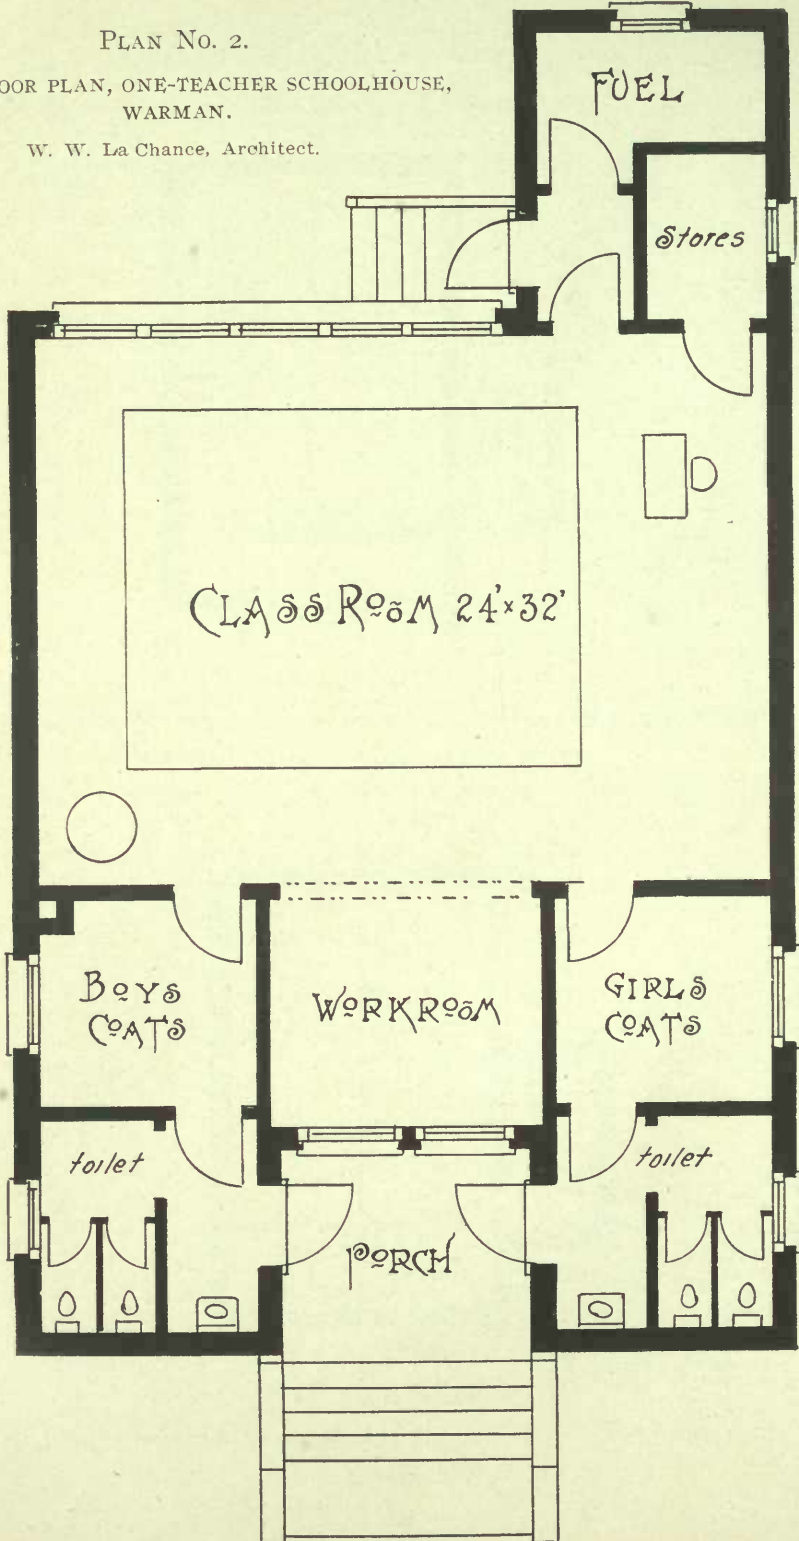 PLAN NO. 2.
OOR PLAN, ONE-TEACHER SCHOOLHOUSE,
WARMAN.
W. W. La Chance, Architect.
FUEL
Stores
CLASS ROOM 24'x32'
BOYS
COATS
WORKROOM
GIRLS
COATS
toilet
toilet
PORCH